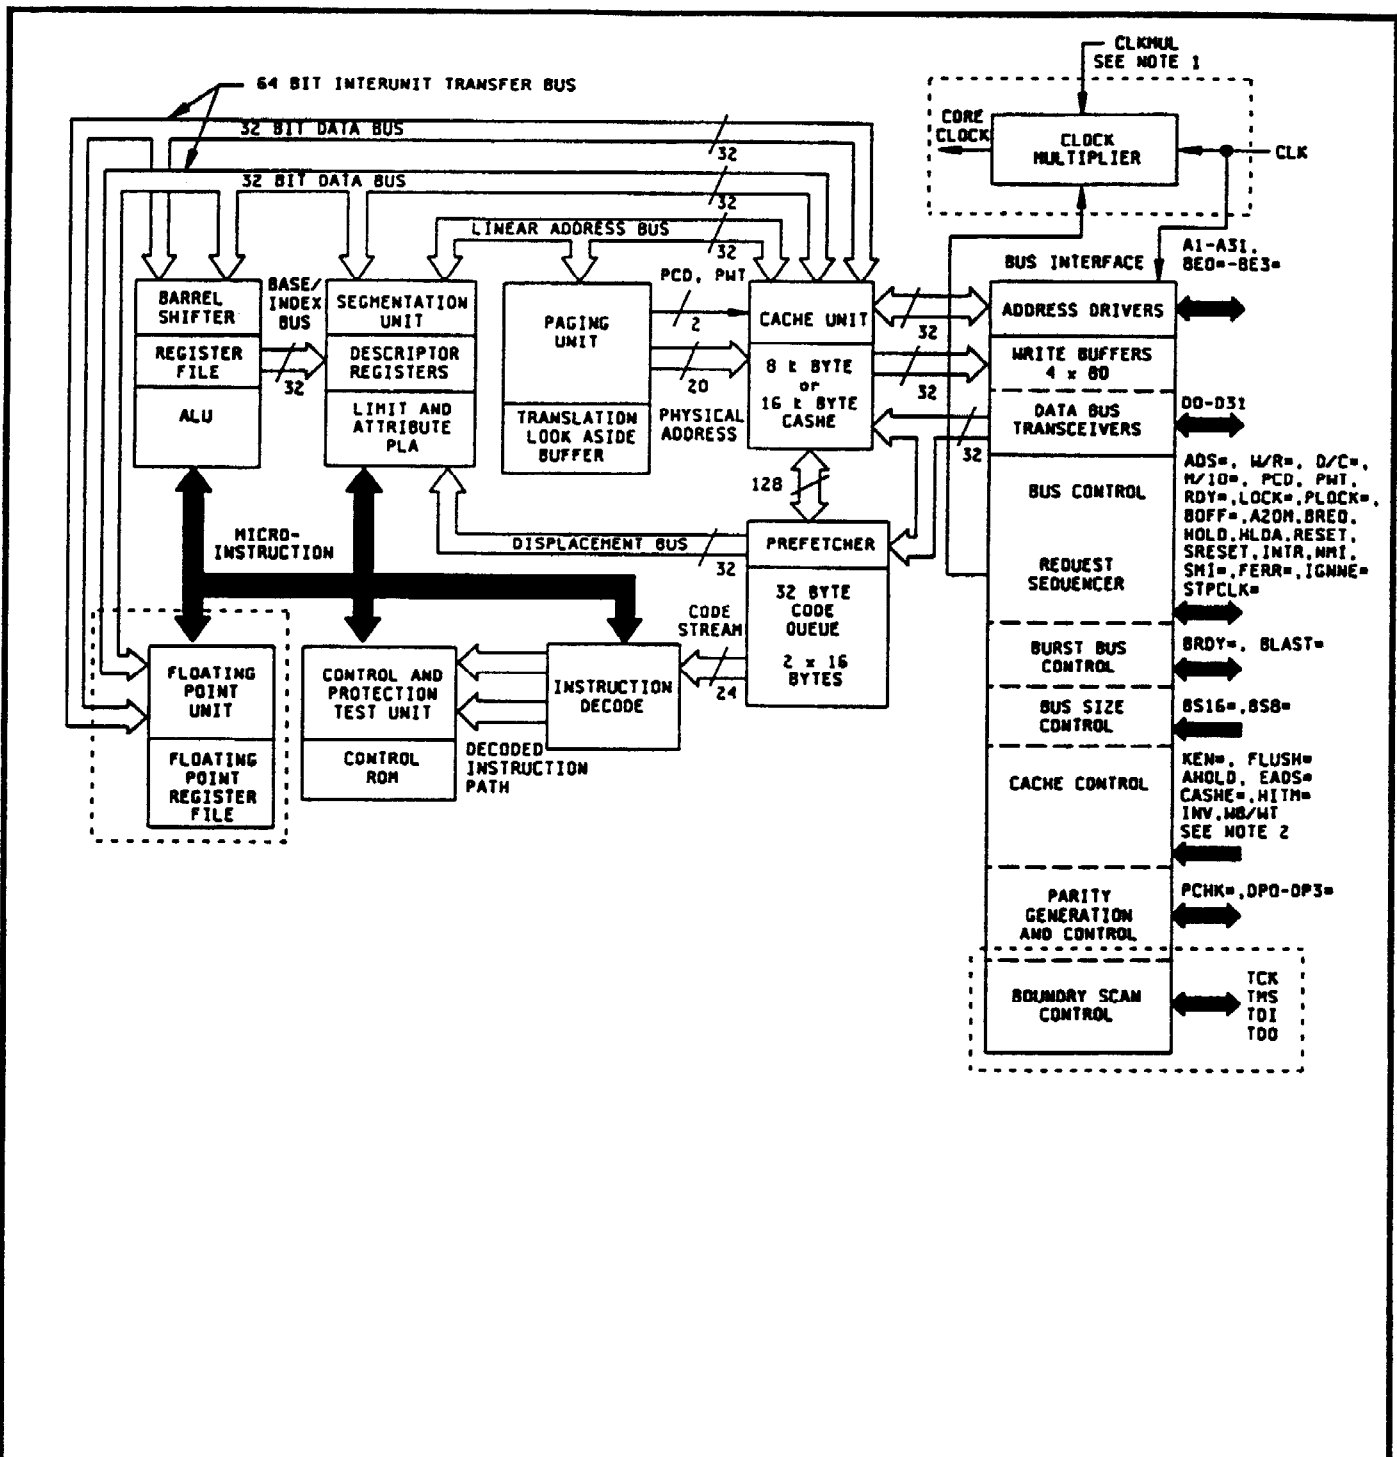 CLKMUL
SEE NOTE 1
64 BIT INTERUNIT TRANSFER BUS
32 BIT DATA BUS
32
CORE
CLOCK
CLOCK
MULTIPLIER
CLK
32 BIT DATA BUS
32
LINEAR ADDRESS BUS
32
BUS INTERFACE
A1-A31,
BE0=-BE3=
BARREL
SHIFTER
REGISTER
FILE
ALU
BASE/
INDEX
BUS
32
SEGMENTATION
UNIT
DESCRIPTOR
REGISTERS
LIMIT AND
ATTRIBUTE
PLA
PAGING
UNIT
TRANSLATION
LOOK ASIDE
BUFFER
PCD, PWT
2
20
PHYSICAL
ADDRESS
CACHE UNIT
8 k BYTE
or
16 k BYTE
CASHE
32
32
32
ADDRESS DRIVERS
WRITE BUFFERS
4 x 80
DATA BUS
TRANSCEIVERS
D0-D31
BUS CONTROL
REQUEST
SEQUENCER
ADS=, W/R=, D/C=,
M/IO=, PCD, PWT,
RDY=,LOCK=,PLOCK=,
BOFF=,A20M,BREQ,
HOLD,HLDA,RESET,
SRESET,INTR,NMI,
SMI=,FERR=,IGNNE=
STPCLK=
128
MICRO-
INSTRUCTION
DISPLACEMENT BUS
32
PREFETCHER
32 BYTE
CODE
QUEUE
2 x 16
BYTES
CODE
STREAM
24
FLOATING
POINT
UNIT
FLOATING
POINT
REGISTER
FILE
CONTROL AND
PROTECTION
TEST UNIT
CONTROL
ROM
INSTRUCTION
DECODE
DECODED
INSTRUCTION
PATH
BURST BUS
CONTROL
BRDY=, BLAST=
BUS SIZE
CONTROL
BS16=,BS8=
CACHE CONTROL
KEN=, FLUSH=
AHOLD, EADS=
CASHE=,HITM=
INV,WB/WT
SEE NOTE 2
PARITY
GENERATION
AND CONTROL
PCHK=,DP0-DP3=
BOUNDRY SCAN
CONTROL
TCK
TMS
TDI
TDO